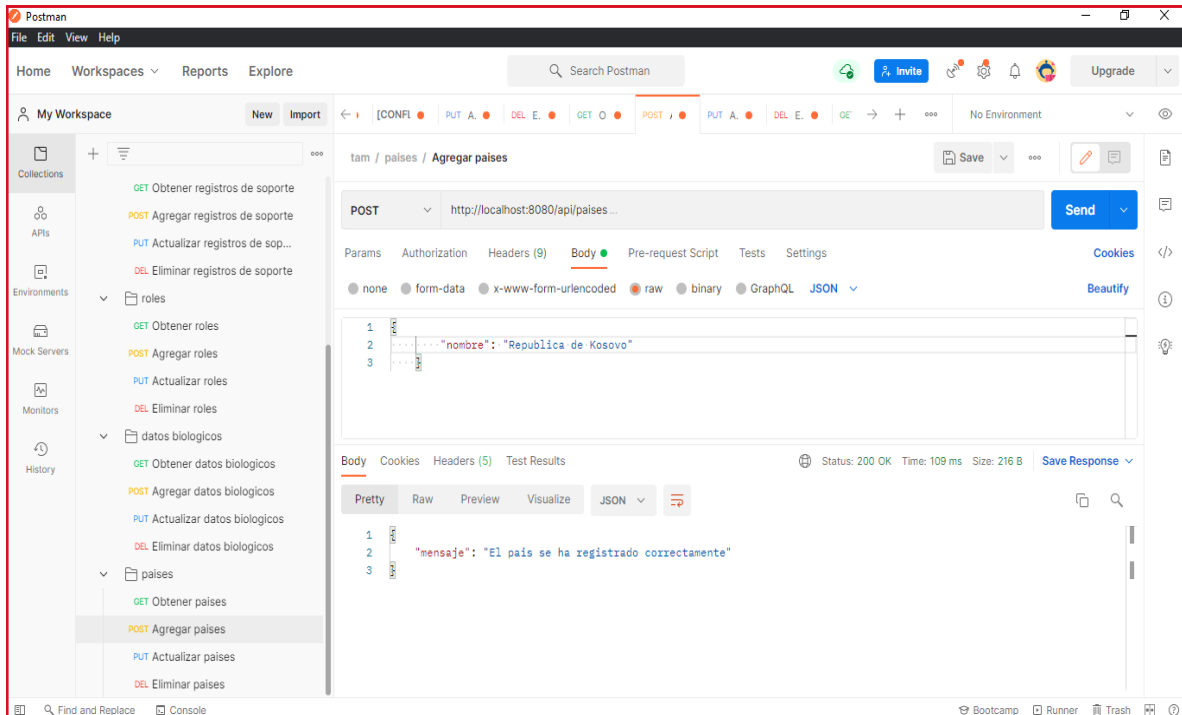 Postman
File Edit View Help
Home Workspaces Reports Explore
Search Postman
Invite
Upgrade
My Workspace
New Import
[CONFL PUT A. DEL E. GET O POST PUT A. DEL E. GET
No Environment
Collections
APIs
Environments
Mock Servers
Monitors
History
GET Obtener registros de soporte
POST Agregar registros de soporte
PUT Actualizar registros de sop...
DEL Eliminar registros de soporte
roles
GET Obtener roles
POST Agregar roles
PUT Actualizar roles
DEL Eliminar roles
datos biologicos
GET Obtener datos biologicos
POST Agregar datos biologicos
PUT Actualizar datos biologicos
DEL Eliminar datos biologicos
paises
GET Obtener paises
POST Agregar paises
PUT Actualizar paises
DEL Eliminar paises
tam / paises / Agregar paises
Save
POST http://localhost:8080/api/paises ...
Send
Params Authorization Headers (9) Body Pre-request Script Tests Settings
Cookies
none form-data x-www-form-urlencoded raw binary GraphQL JSON
Beautify
1 {
2 "nombre": "Republica de Kosovo"
3 }
Body Cookies Headers (5) Test Results
Status: 200 OK Time: 109 ms Size: 216 B Save Response
Pretty Raw Preview Visualize JSON
1 {
2 "mensaje": "El pais se ha registrado correctamente"
3 }
Find and Replace Console
Bootcamp Runner Trash